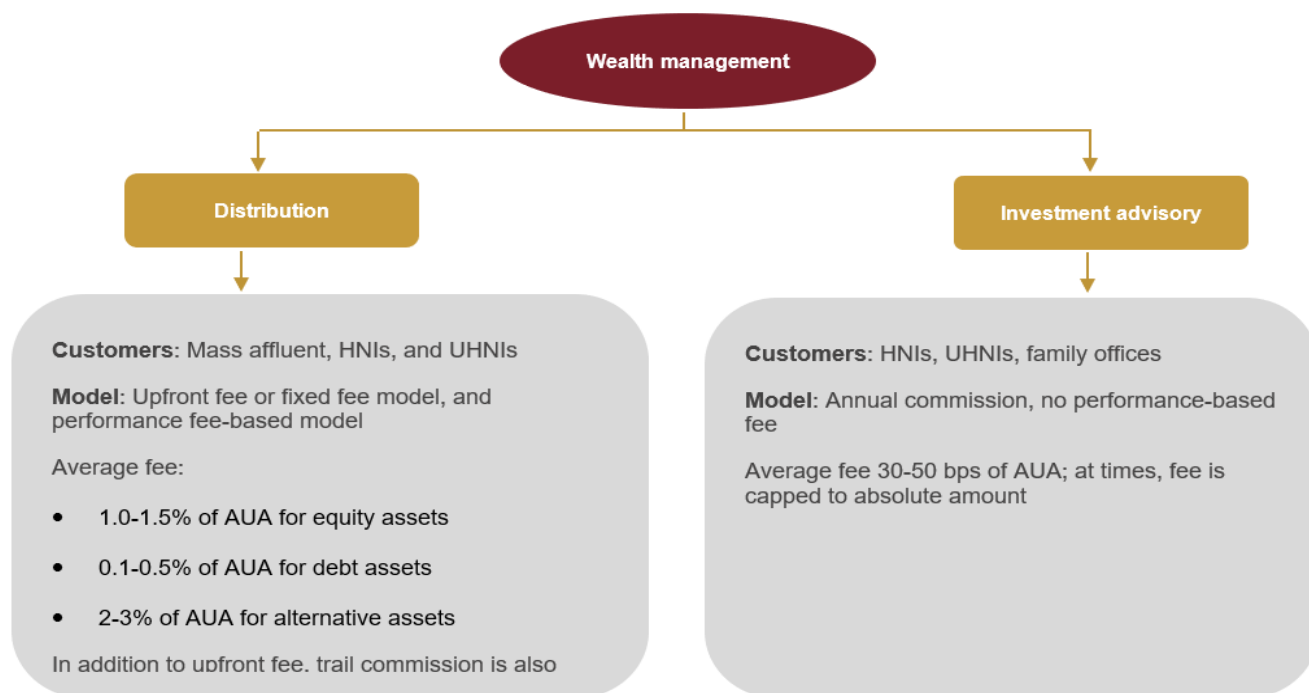 Wealth management
Distribution
Investment advisory
Customers: Mass affluent, HNIs, and UHNIs
Model: Upfront fee or fixed fee model, and
performance fee-based model
Average fee:
• 1.0-1.5% of AUA for equity assets
• 0.1-0.5% of AUA for debt assets
• 2-3% of AUA for alternative assets
In addition to upfront fee, trail commission is also
Customers: HNIs, UHNIs, family offices
Model: Annual commission, no performance-based
fee
Average fee 30-50 bps of AUA; at times, fee is
capped to absolute amount